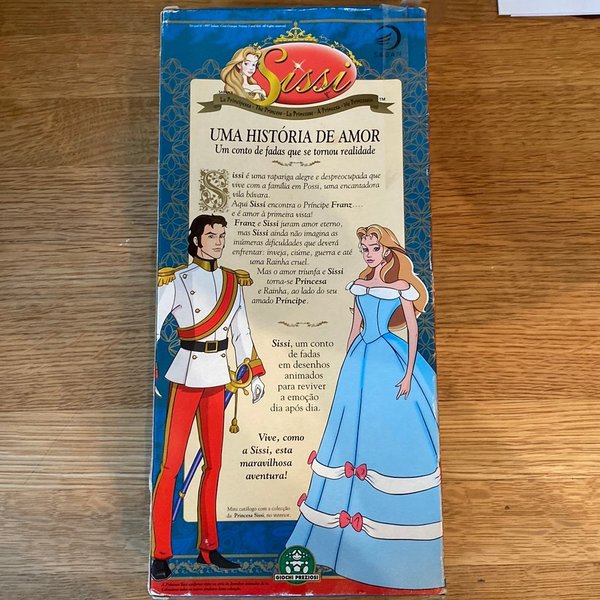 SABAN
Sissi
La Principessa - The Princess - La Princesse - A Princesa - die Prinzessin
TM
UMA HISTÓRIA DE AMOR
Um conto de fadas que se tornou realidade
Sissi é uma rapariga alegre e despreocupada que
vive com a família em Possi, uma encantadora
vila bávara.
Aqui Sissi encontra o Príncipe Franz....
e é amor à primeira vista!
Franz e Sissi juram amor eterno,
mas Sissi ainda não imagina as
inúmeras dificuldades que deverá
enfrentar: inveja, ciúme, guerra e até
uma Rainha cruel.
Mas o amor triunfa e Sissi
torna-se Princesa
e Rainha, ao lado do seu
amado Príncipe.
Sissi, um conto
de fadas
em desenhos
animados
para reviver
a emoção
dia após dia.
Vive, como
a Sissi, esta
maravilhosa
aventura!
Mini catálogo com a colecção
da Princesa Sissi, no interior.
GIOCHI PREZIOSI